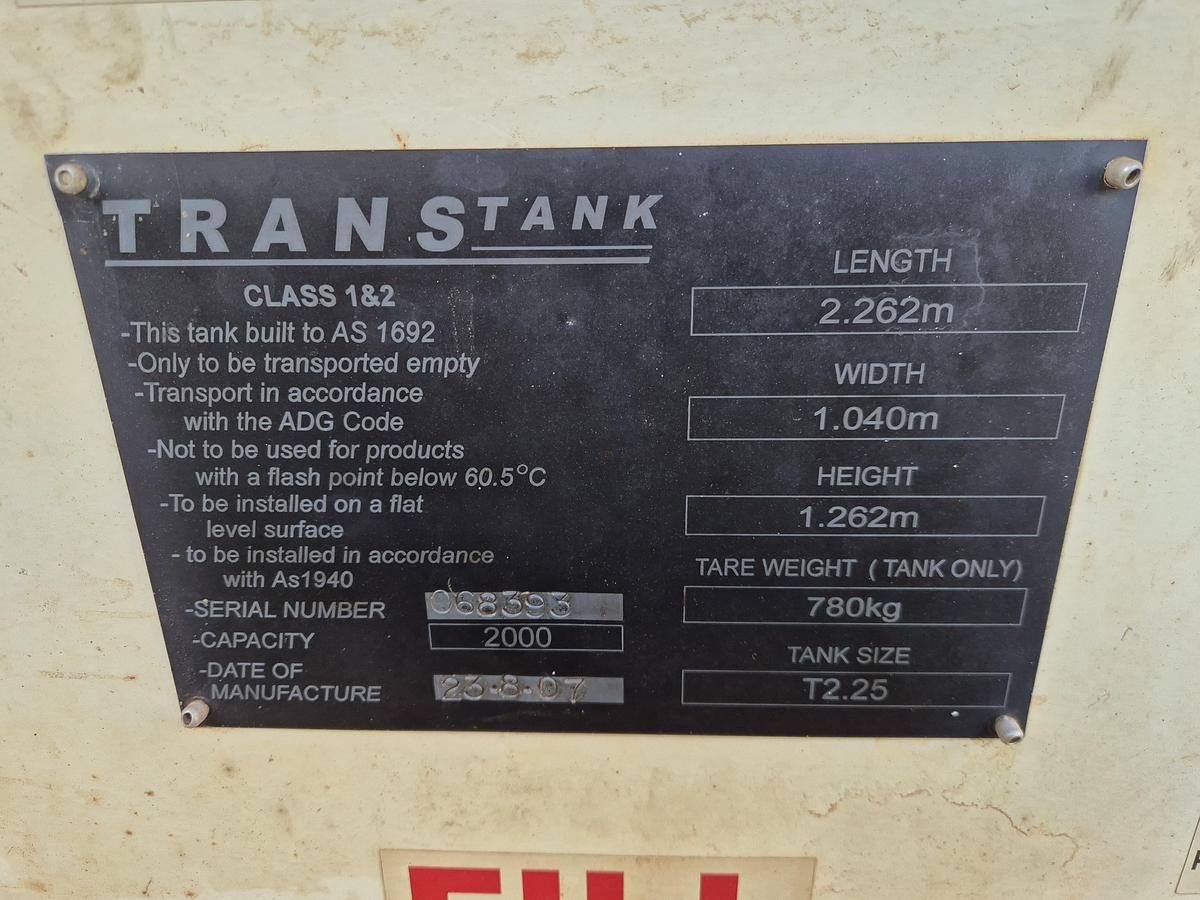 TRANSTANK
CLASS 1&2
-This tank built to AS 1692
-Only to be transported empty
-Transport in accordance
with the ADG Code
-Not to be used for products
with a flash point below 60.5°C
-To be installed on a flat
level surface
- to be installed in accordance
with As1940
-SERIAL NUMBER 068393
-CAPACITY 2000
-DATE OF
MANUFACTURE 23·8·07
LENGTH
2.262m
WIDTH
1.040m
HEIGHT
1.262m
TARE WEIGHT (TANK ONLY)
780kg
TANK SIZE
T2.25